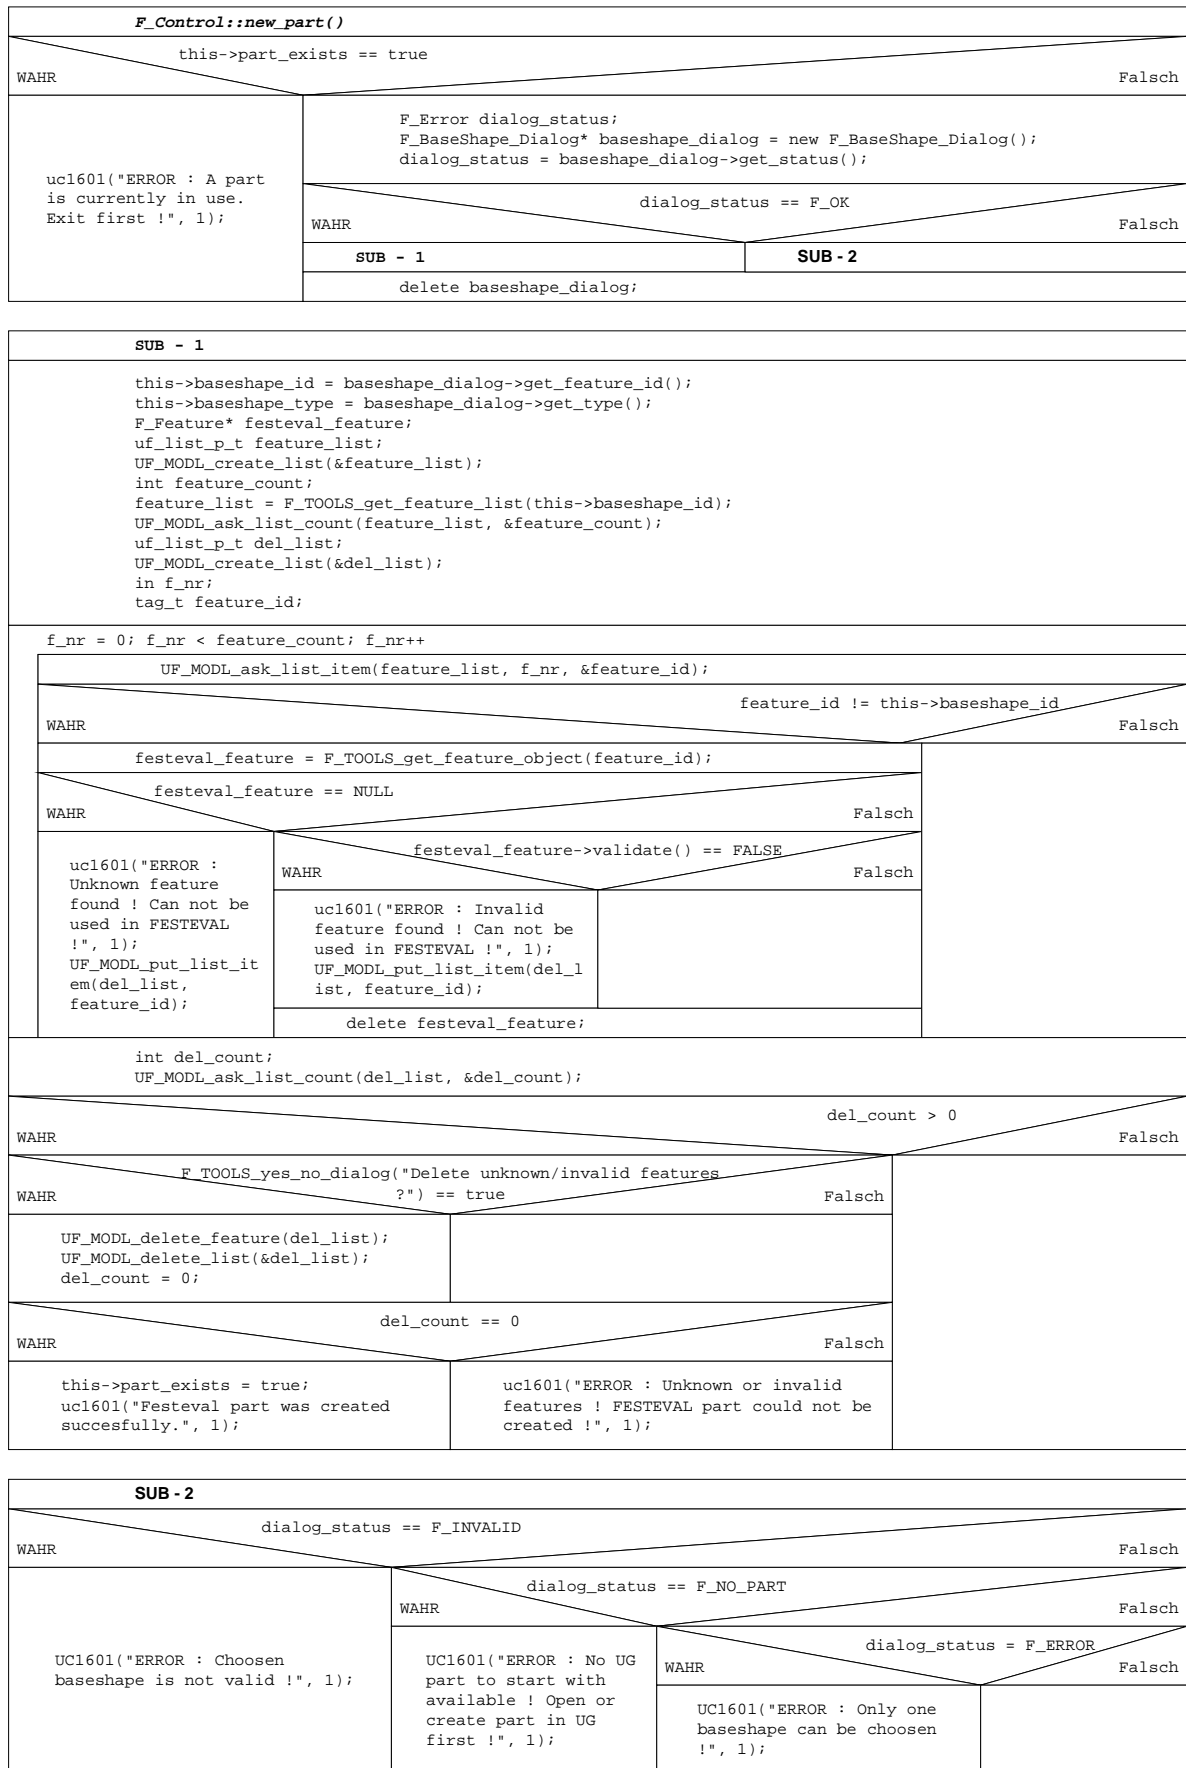 F_Control::new_part()
this->part_exists == true
WAHR
Falsch
uc1601("ERROR : A part
is currently in use.
Exit first !", 1);
F_Error dialog_status;
F_BaseShape_Dialog* baseshape_dialog = new F_BaseShape_Dialog();
dialog_status = baseshape_dialog->get_status();
dialog_status == F_OK
WAHR
Falsch
SUB - 1
SUB - 2
delete baseshape_dialog;
SUB - 1
this->baseshape_id = baseshape_dialog->get_feature_id();
this->baseshape_type = baseshape_dialog->get_type();
F_Feature* festeval_feature;
uf_list_p_t feature_list;
UF_MODL_create_list(&feature_list);
int feature_count;
feature_list = F_TOOLS_get_feature_list(this->baseshape_id);
UF_MODL_ask_list_count(feature_list, &feature_count);
uf_list_p_t del_list;
UF_MODL_create_list(&del_list);
in f_nr;
tag_t feature_id;
f_nr = 0; f_nr < feature_count; f_nr++
UF_MODL_ask_list_item(feature_list, f_nr, &feature_id);
feature_id != this->baseshape_id
WAHR
Falsch
festeval_feature = F_TOOLS_get_feature_object(feature_id);
festeval_feature == NULL
WAHR
Falsch
uc1601("ERROR :
Unknown feature
found ! Can not be
used in FESTEVAL
!", 1);
UF_MODL_put_list_it
em(del_list,
feature_id);
festeval_feature->validate() == FALSE
WAHR
Falsch
uc1601("ERROR : Invalid
feature found ! Can not be
used in FESTEVAL !", 1);
UF_MODL_put_list_item(del_l
ist, feature_id);
delete festeval_feature;
int del_count;
UF_MODL_ask_list_count(del_list, &del_count);
del_count > 0
WAHR
Falsch
F_TOOLS_yes_no_dialog("Delete unknown/invalid features
?") == true
WAHR
Falsch
UF_MODL_delete_feature(del_list);
UF_MODL_delete_list(&del_list);
del_count = 0;
del_count == 0
WAHR
Falsch
this->part_exists = true;
uc1601("Festeval part was created
succesfully.", 1);
uc1601("ERROR : Unknown or invalid
features ! FESTEVAL part could not be
created !", 1);
SUB - 2
dialog_status == F_INVALID
WAHR
Falsch
UC1601("ERROR : Choosen
baseshape is not valid !", 1);
dialog_status == F_NO_PART
WAHR
Falsch
UC1601("ERROR : No UG
part to start with
available ! Open or
create part in UG
first !", 1);
dialog_status = F_ERROR
WAHR
Falsch
UC1601("ERROR : Only one
baseshape can be choosen
!", 1);